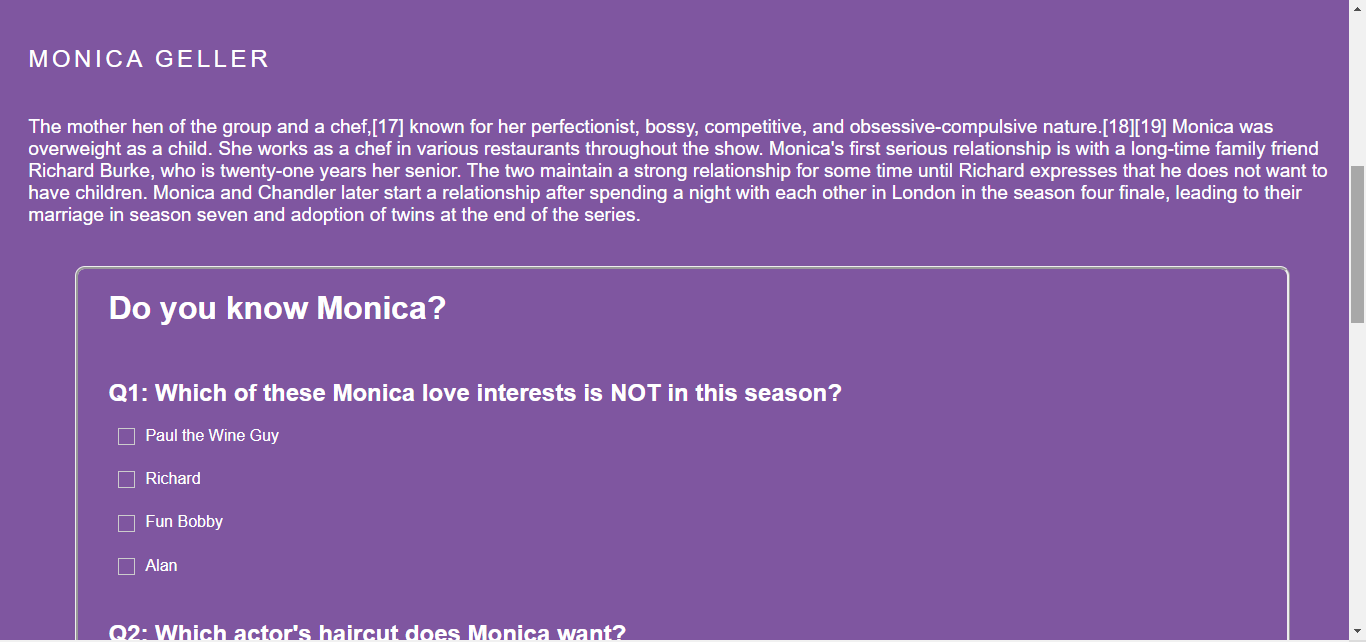 MONICA GELLER
The mother hen of the group and a chef,[17] known for her perfectionist, bossy, competitive, and obsessive-compulsive nature.[18][19] Monica was
overweight as a child. She works as a chef in various restaurants throughout the show. Monica's first serious relationship is with a long-time family friend
Richard Burke, who is twenty-one years her senior. The two maintain a strong relationship for some time until Richard expresses that he does not want to
have children. Monica and Chandler later start a relationship after spending a night with each other in London in the season four finale, leading to their
marriage in season seven and adoption of twins at the end of the series.
Do you know Monica?
Q1: Which of these Monica love interests is NOT in this season?
Paul the Wine Guy
Richard
Fun Bobby
Alan
Q2: Which actor's haircut does Monica want?